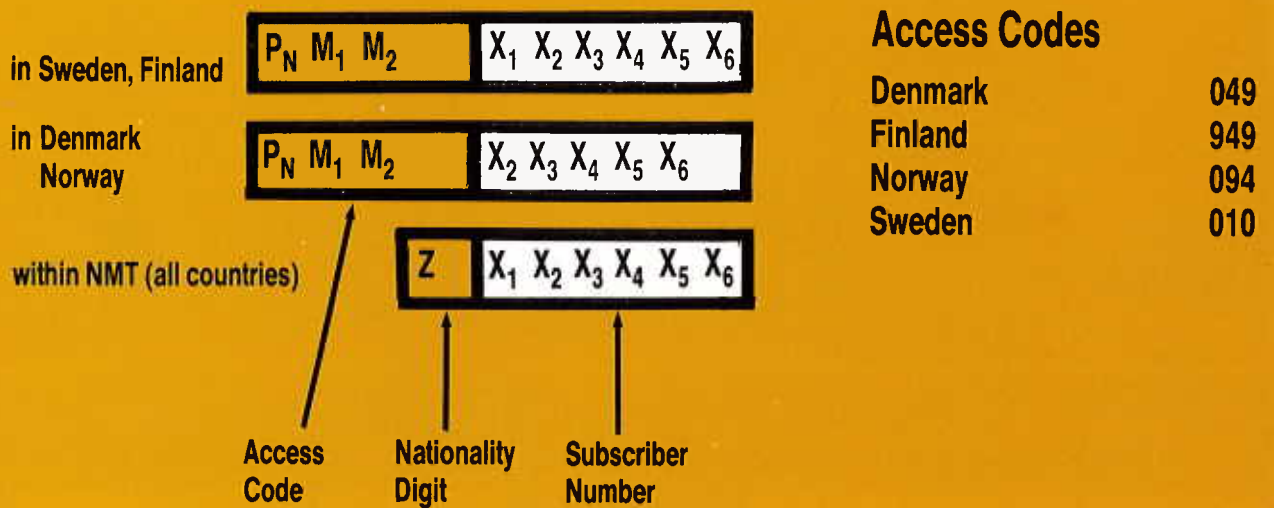 in Sweden, Finland
P_N M_1 M_2 X_1 X_2 X_3 X_4 X_5 X_6
in Denmark
Norway
P_N M_1 M_2 X_2 X_3 X_4 X_5 X_6
within NMT (all countries)
Z X_1 X_2 X_3 X_4 X_5 X_6
Access
Code
Nationality
Digit
Subscriber
Number
Access Codes
Denmark 049
Finland 949
Norway 094
Sweden 010